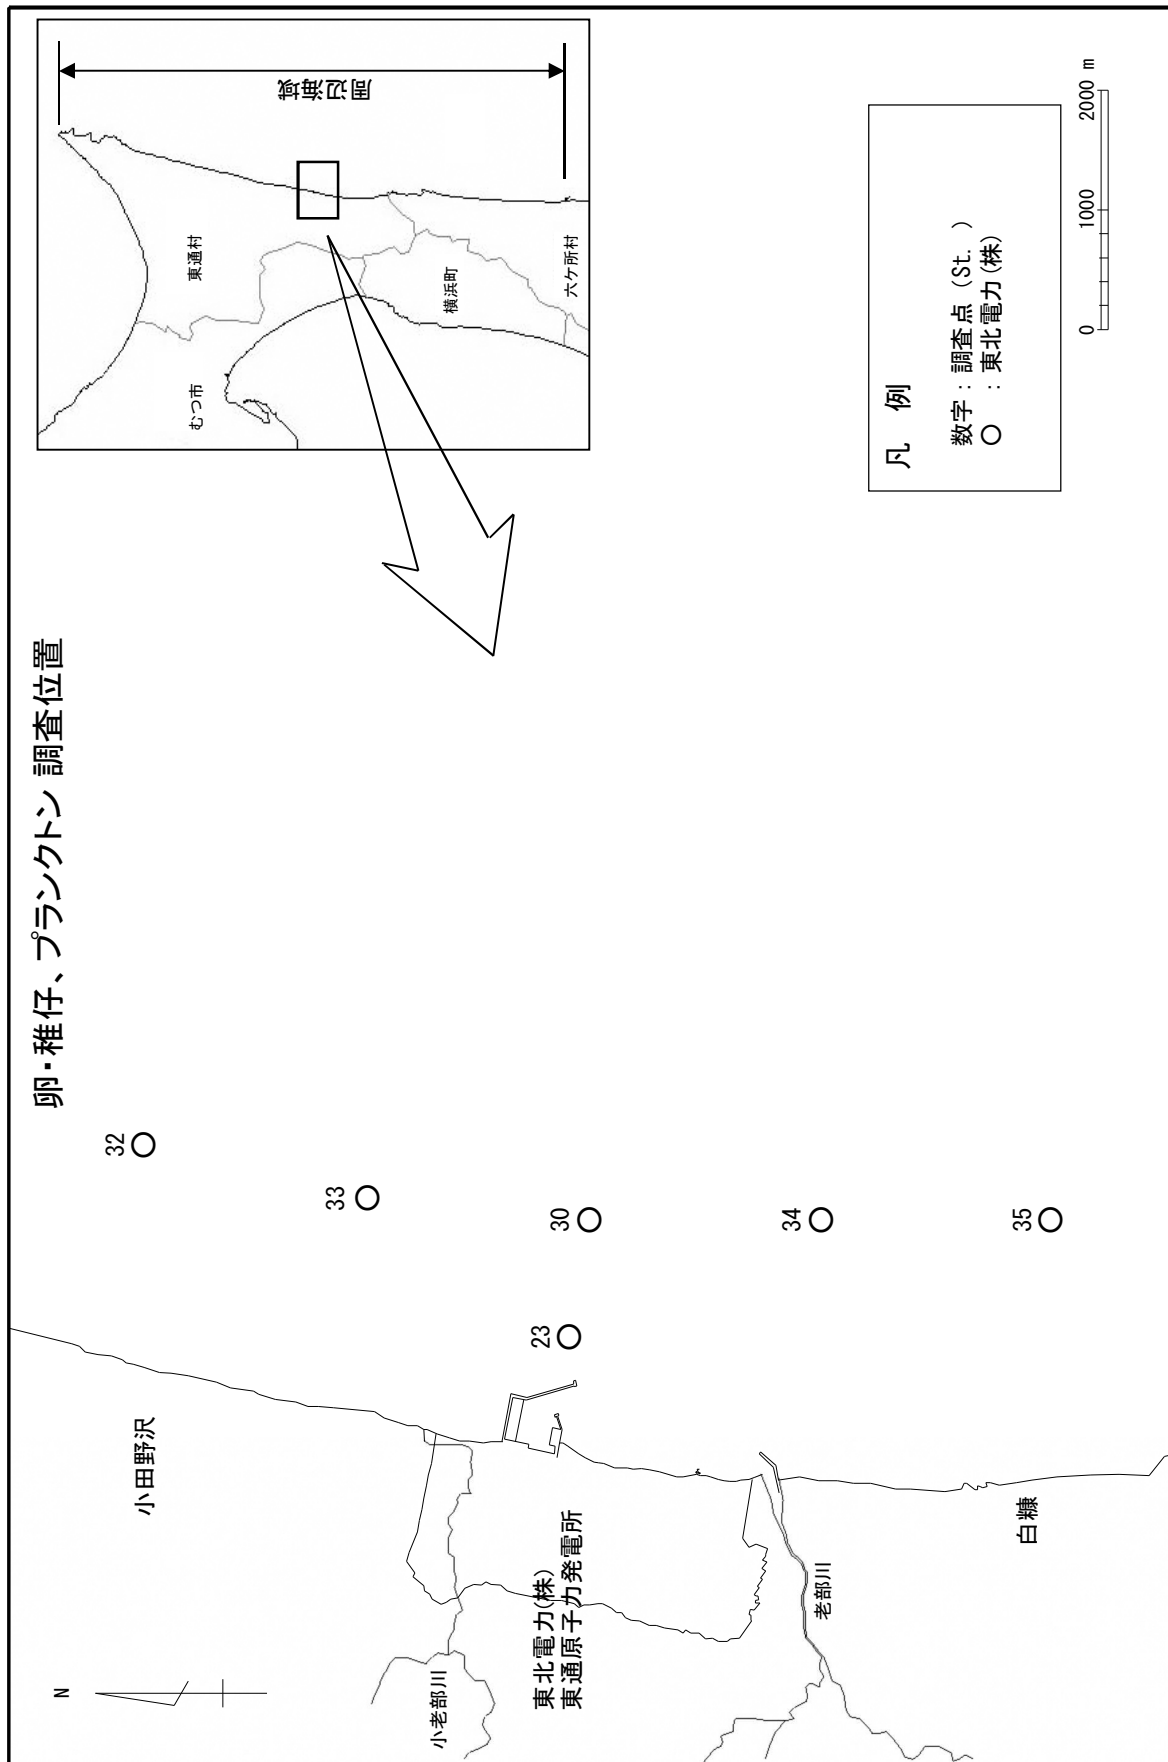 卵・稚仔、プランクトン 調査位置
周辺海域
東通村
むつ市
横浜町
六ケ所村
N
小田野沢
小老部川
東北電力(株)
東通原子力発電所
老部川
白糠
32
33
30
23
34
35
凡 例
数字：調査点 (St. )
○ ：東北電力(株)
0 1000 2000 m